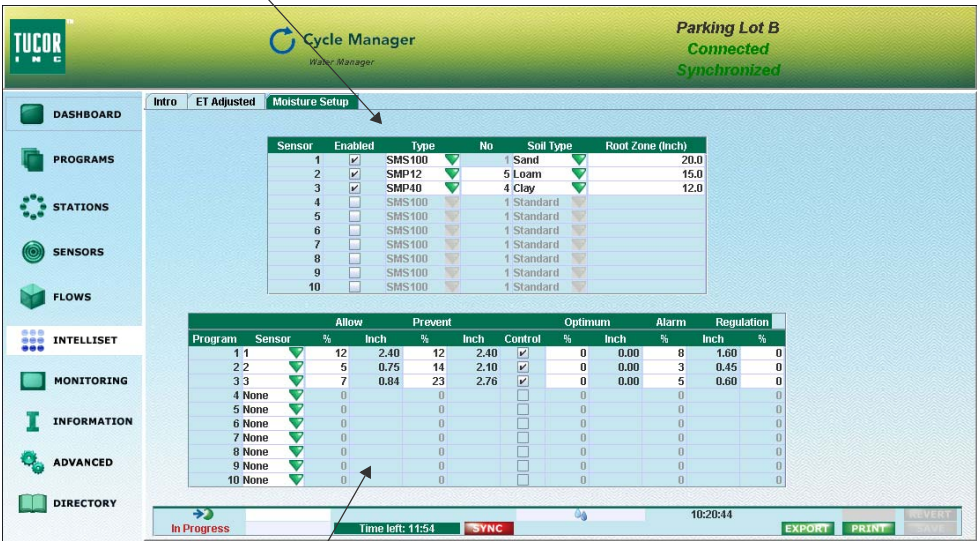 TUCOR
INC
Cycle Manager
Water Manager
Parking Lot B
Connected
Synchronized
DASHBOARD
PROGRAMS
STATIONS
SENSORS
FLOWS
INTELLISET
MONITORING
INFORMATION
ADVANCED
DIRECTORY
Intro ET Adjusted Moisture Setup
Sensor Enabled Type No Soil Type Root Zone (Inch)
1 SMS100 1 Sand 20.0
2 SMP12 5 Loam 15.0
3 SMP40 4 Clay 12.0
4 SMS100 1 Standard
5 SMS100 1 Standard
6 SMS100 1 Standard
7 SMS100 1 Standard
8 SMS100 1 Standard
9 SMS100 1 Standard
10 SMS100 1 Standard
Allow Prevent Optimum Alarm Regulation
Program Sensor % Inch % Inch Control % Inch % Inch %
1 1 12 2.40 12 2.40 0 0.00 8 1.60 0
2 2 5 0.75 14 2.10 0 0.00 3 0.45 0
3 3 7 0.84 23 2.76 0 0.00 5 0.60 0
4 None 0 0 0 0 0
5 None 0 0 0 0 0
6 None 0 0 0 0 0
7 None 0 0 0 0 0
8 None 0 0 0 0 0
9 None 0 0 0 0 0
10 None 0 0 0 0 0
In Progress
Time left: 11:54
SYNC
10:20:44
EXPORT
PRINT
REVERT
SAVE